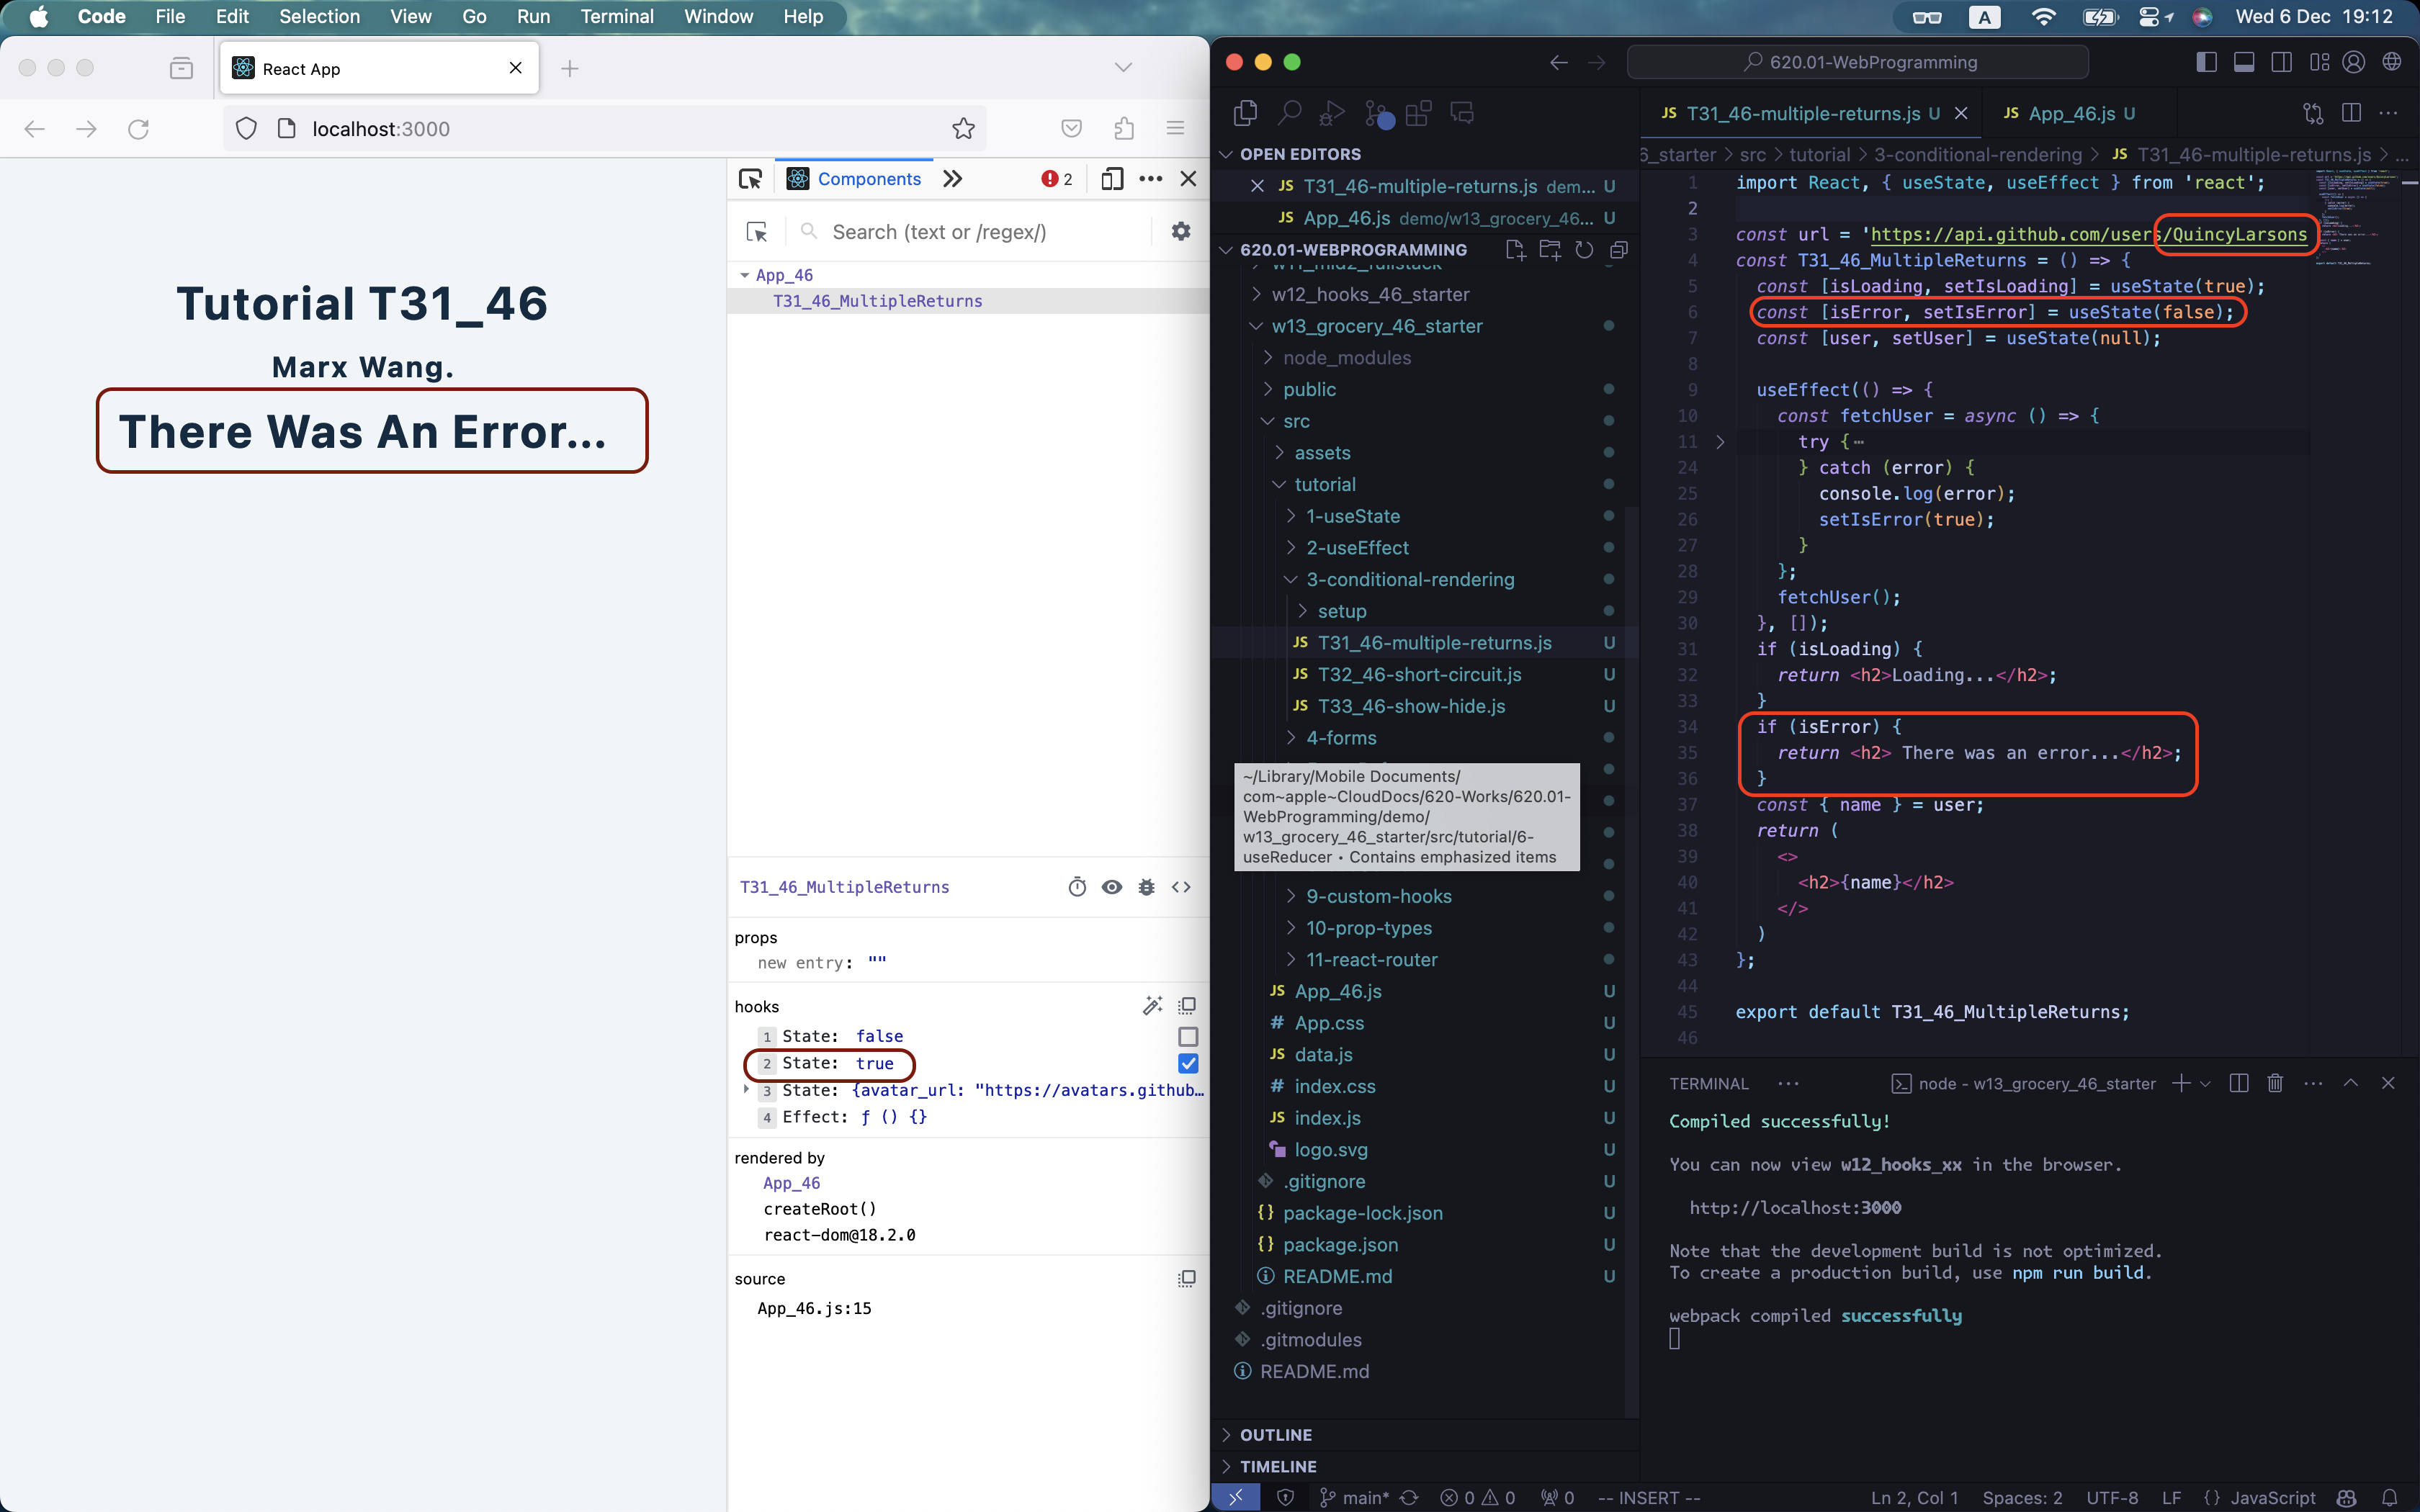 Code File Edit Selection View Go Run Terminal Window Help
A Wed 6 Dec 19:12
React App
localhost:3000
Tutorial T31_46
Marx Wang.
There Was An Error...
Components 2
Search (text or /regex/)
App_46
T31_46_MultipleReturns
T31_46_MultipleReturns
props
new entry: ""
hooks
1 State: false
2 State: true
3 State: {avatar_url: "https://avatars.github…
4 Effect: ƒ () {}
rendered by
App_46
createRoot()
react-dom@18.2.0
source
App_46.js:15
620.01-WebProgramming
OPEN EDITORS
JS T31_46-multiple-returns.js dem... U
JS App_46.js demo/w13_grocery_46... U
620.01-WEBPROGRAMMING
w12_hooks_46_starter
w13_grocery_46_starter
node_modules
public
src
assets
tutorial
1-useState
2-useEffect
3-conditional-rendering
setup
JS T31_46-multiple-returns.js U
JS T32_46-short-circuit.js U
JS T33_46-show-hide.js U
4-forms
~/Library/Mobile Documents/
com~apple~CloudDocs/620-Works/620.01-
WebProgramming/demo/
w13_grocery_46_starter/src/tutorial/6-
useReducer • Contains emphasized items
9-custom-hooks
10-prop-types
11-react-router
JS App_46.js U
# App.css U
JS data.js U
# index.css U
JS index.js U
logo.svg U
.gitignore U
{} package-lock.json U
{} package.json U
README.md U
.gitignore
.gitmodules
README.md
OUTLINE
TIMELINE
JS T31_46-multiple-returns.js U JS App_46.js U
6_starter > src > tutorial > 3-conditional-rendering > JS T31_46-multiple-returns.js > ...
1 import React, { useState, useEffect } from 'react';
2
3 const url = 'https://api.github.com/users/QuincyLarsons
4 const T31_46_MultipleReturns = () => {
5 const [isLoading, setIsLoading] = useState(true);
6 const [isError, setIsError] = useState(false);
7 const [user, setUser] = useState(null);
8
9 useEffect(() => {
10 const fetchUser = async () => {
11 try {…
24 } catch (error) {
25 console.log(error);
26 setIsError(true);
27 }
28 };
29 fetchUser();
30 }, []);
31 if (isLoading) {
32 return <h2>Loading...</h2>;
33 }
34 if (isError) {
35 return <h2> There was an error...</h2>;
36 }
37 const { name } = user;
38 return (
39 <>
40 <h2>{name}</h2>
41 </>
42 )
43 };
44
45 export default T31_46_MultipleReturns;
46
TERMINAL ... node - w13_grocery_46_starter
Compiled successfully!
You can now view w12_hooks_xx in the browser.
http://localhost:3000
Note that the development build is not optimized.
To create a production build, use npm run build.
webpack compiled successfully
main* 0 0 0 -- INSERT -- Ln 2, Col 1 Spaces: 2 UTF-8 LF {} JavaScript